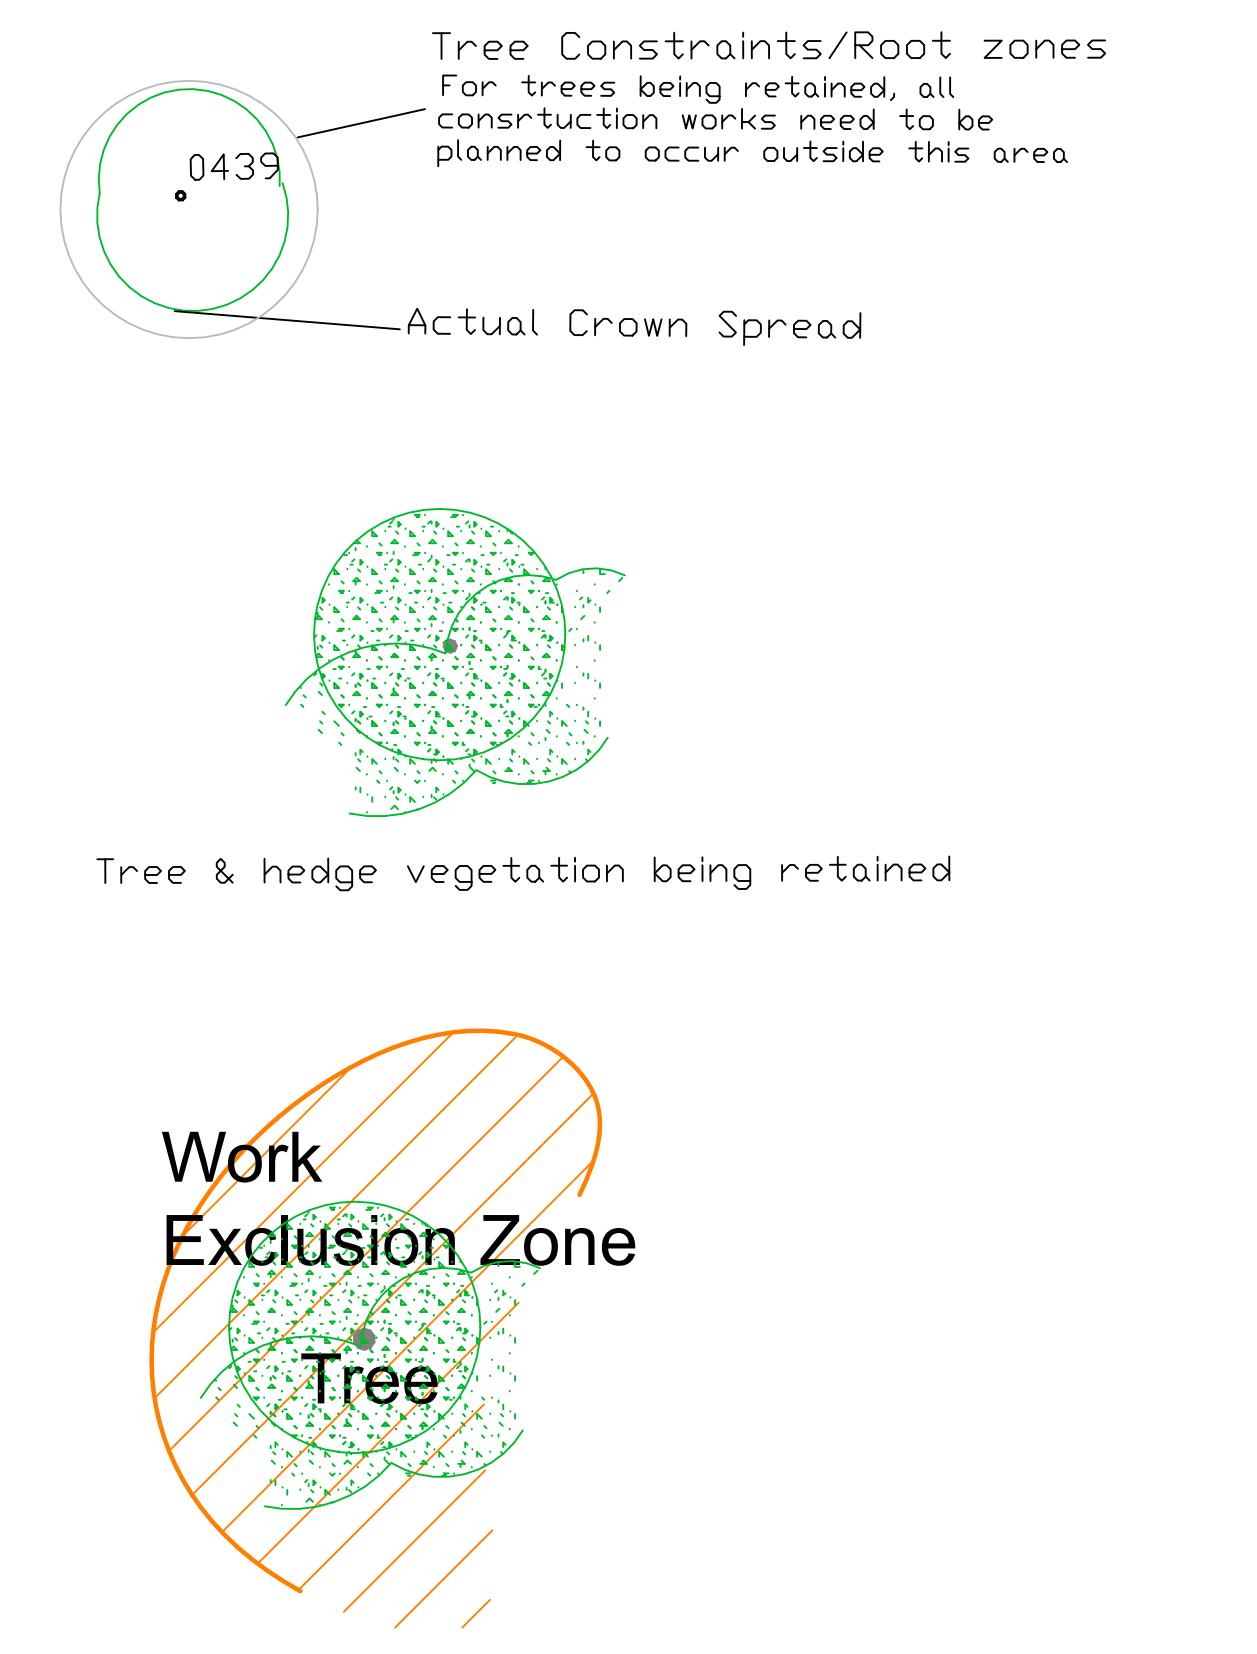 Tree Constraints/Root zones
For trees being retained, all
consrtuction works need to be
planned to occur outside this area
0439
Actual Crown Spread
Tree & hedge vegetation being retained
Work
Exclusion Zone
Tree